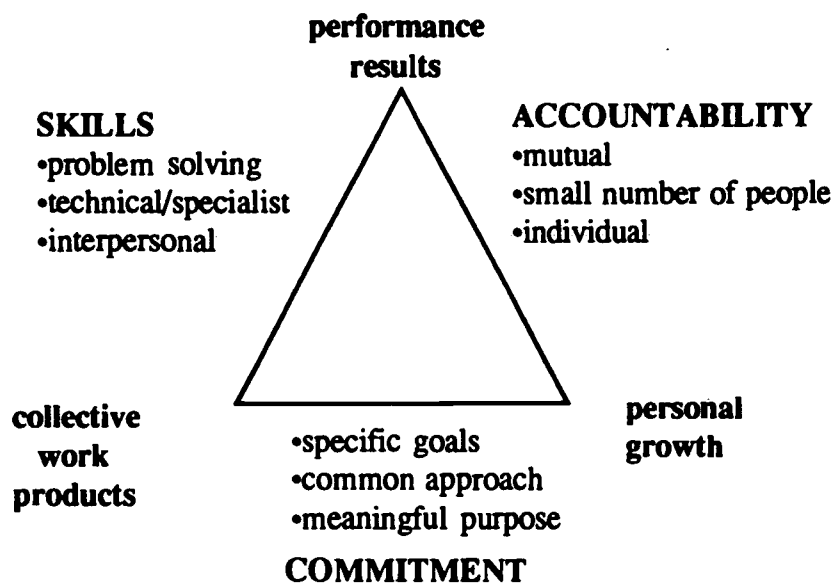 performance
results
SKILLS
•problem solving
•technical/specialist
•interpersonal
ACCOUNTABILITY
•mutual
•small number of people
•individual
collective
work
products
personal
growth
•specific goals
•common approach
•meaningful purpose
COMMITMENT